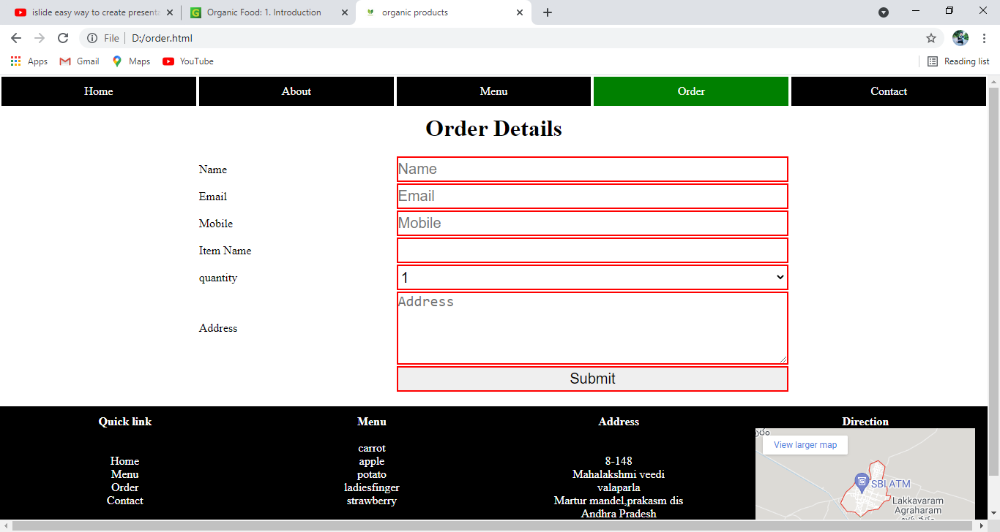 islide easy way to create presenta
Organic Food: 1. Introduction
organic products
File
D:/order.html
Apps
Gmail
Maps
YouTube
Reading list
Home
About
Menu
Order
Contact
Order Details
Name
Name
Email
Email
Mobile
Mobile
Item Name
quantity
1
Address
Address
Submit
Quick link
Home
Menu
Order
Contact
Menu
carrot
apple
potato
ladiesfinger
strawberry
Address
8-148
Mahalakshmi veedi
valaparla
Martur mandel,prakasm dis
Andhra Pradesh
Direction
View larger map
SBI ATM
Lakkavaram
Agraharam